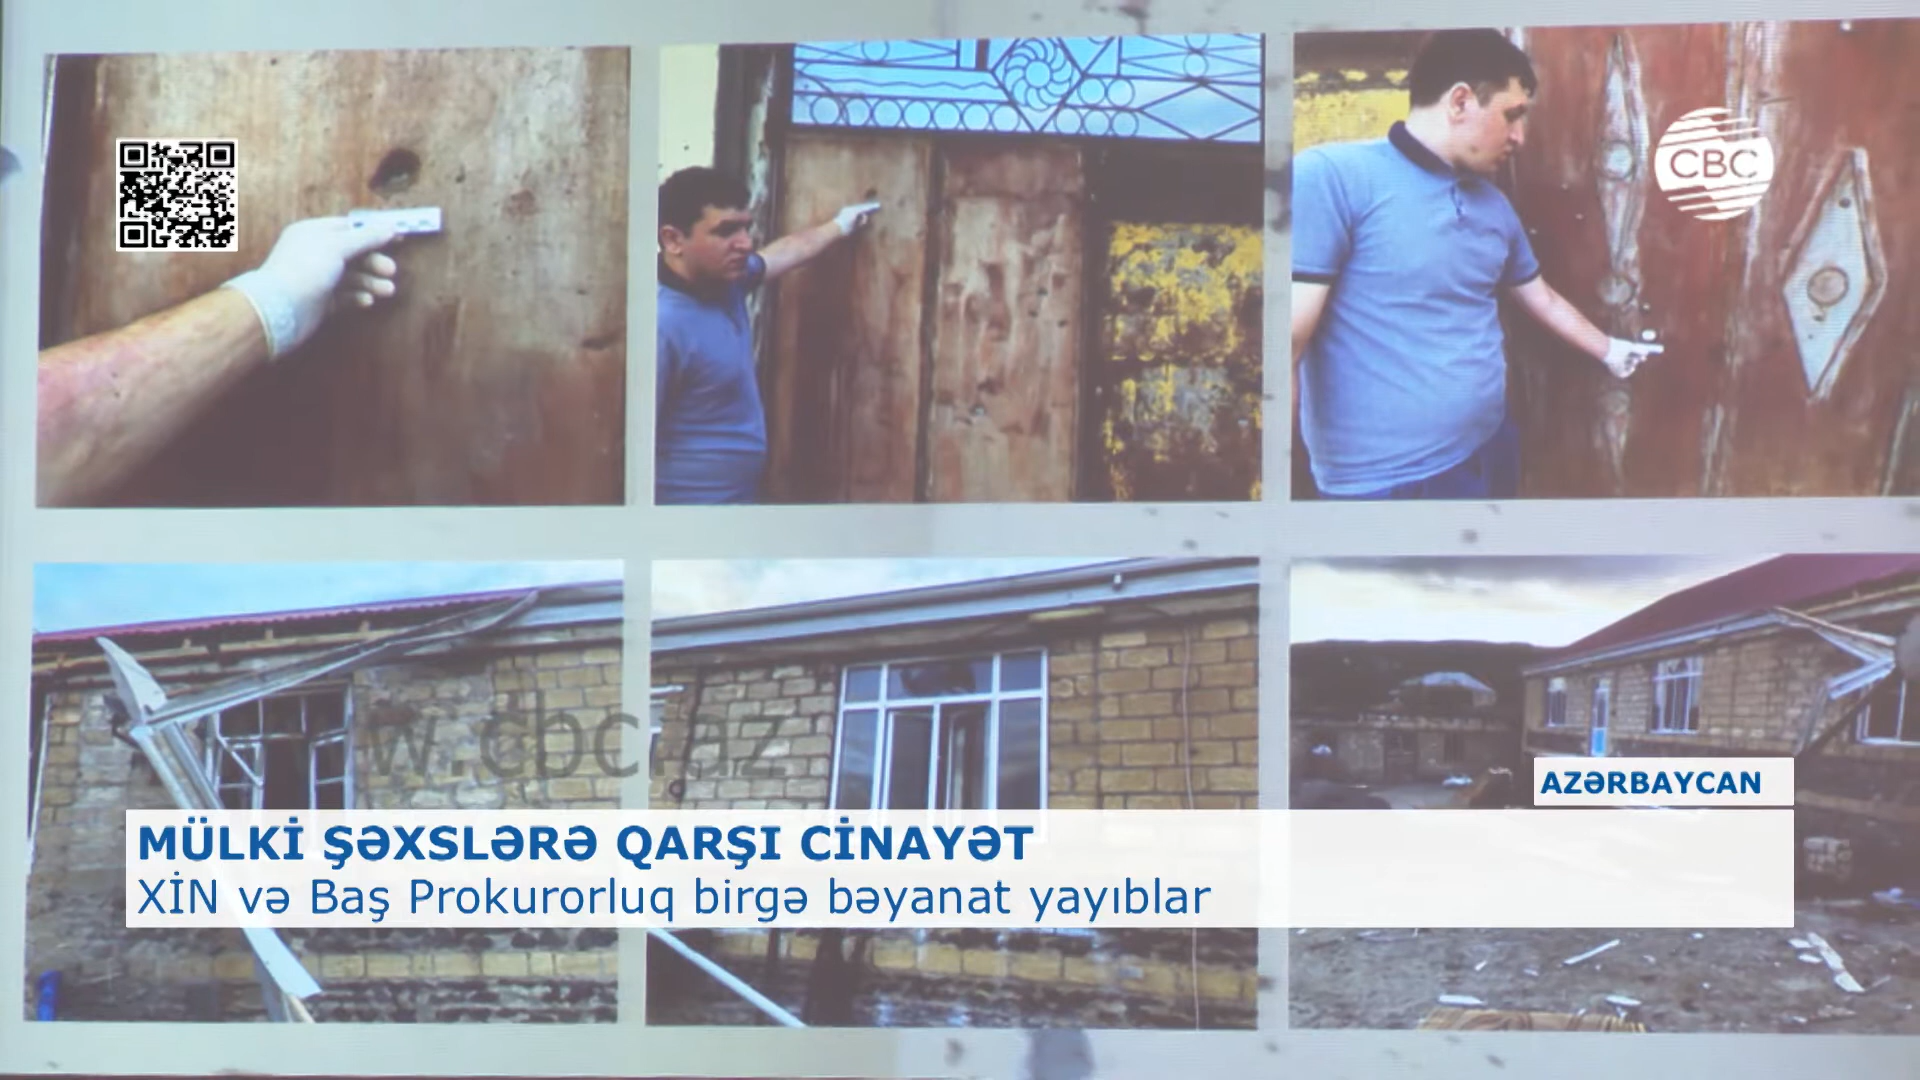 CBC
w.cbc.az
AZƏRBAYCAN
MÜLKİ ŞƏXSLƏRƏ QARŞI CİNAYƏT
XİN və Baş Prokurorluq birgə bəyanat yayıblar